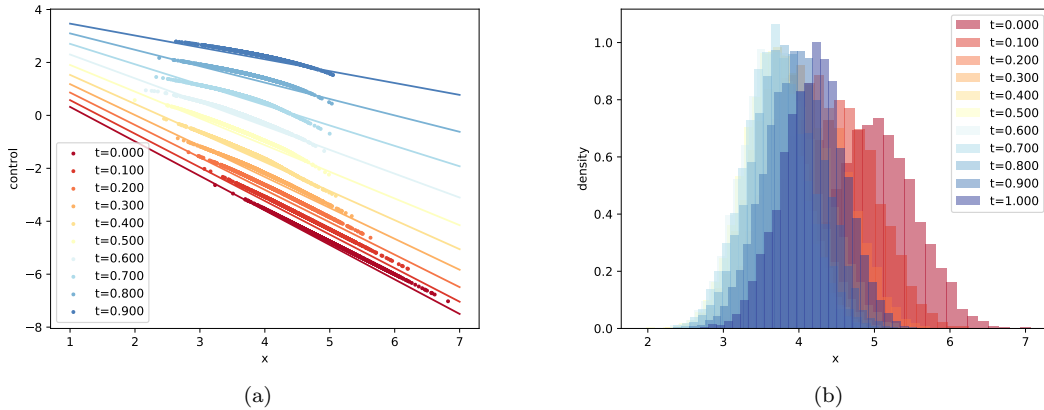 4
2
0
−2
−4
−6
−8
control
1
2
3
4
5
6
7
x
t=0.000
t=0.100
t=0.200
t=0.300
t=0.400
t=0.500
t=0.600
t=0.700
t=0.800
t=0.900
(a)
1.0
0.8
0.6
0.4
0.2
0.0
density
2
3
4
5
6
7
x
t=0.000
t=0.100
t=0.200
t=0.300
t=0.400
t=0.500
t=0.600
t=0.700
t=0.800
t=0.900
t=1.000
(b)